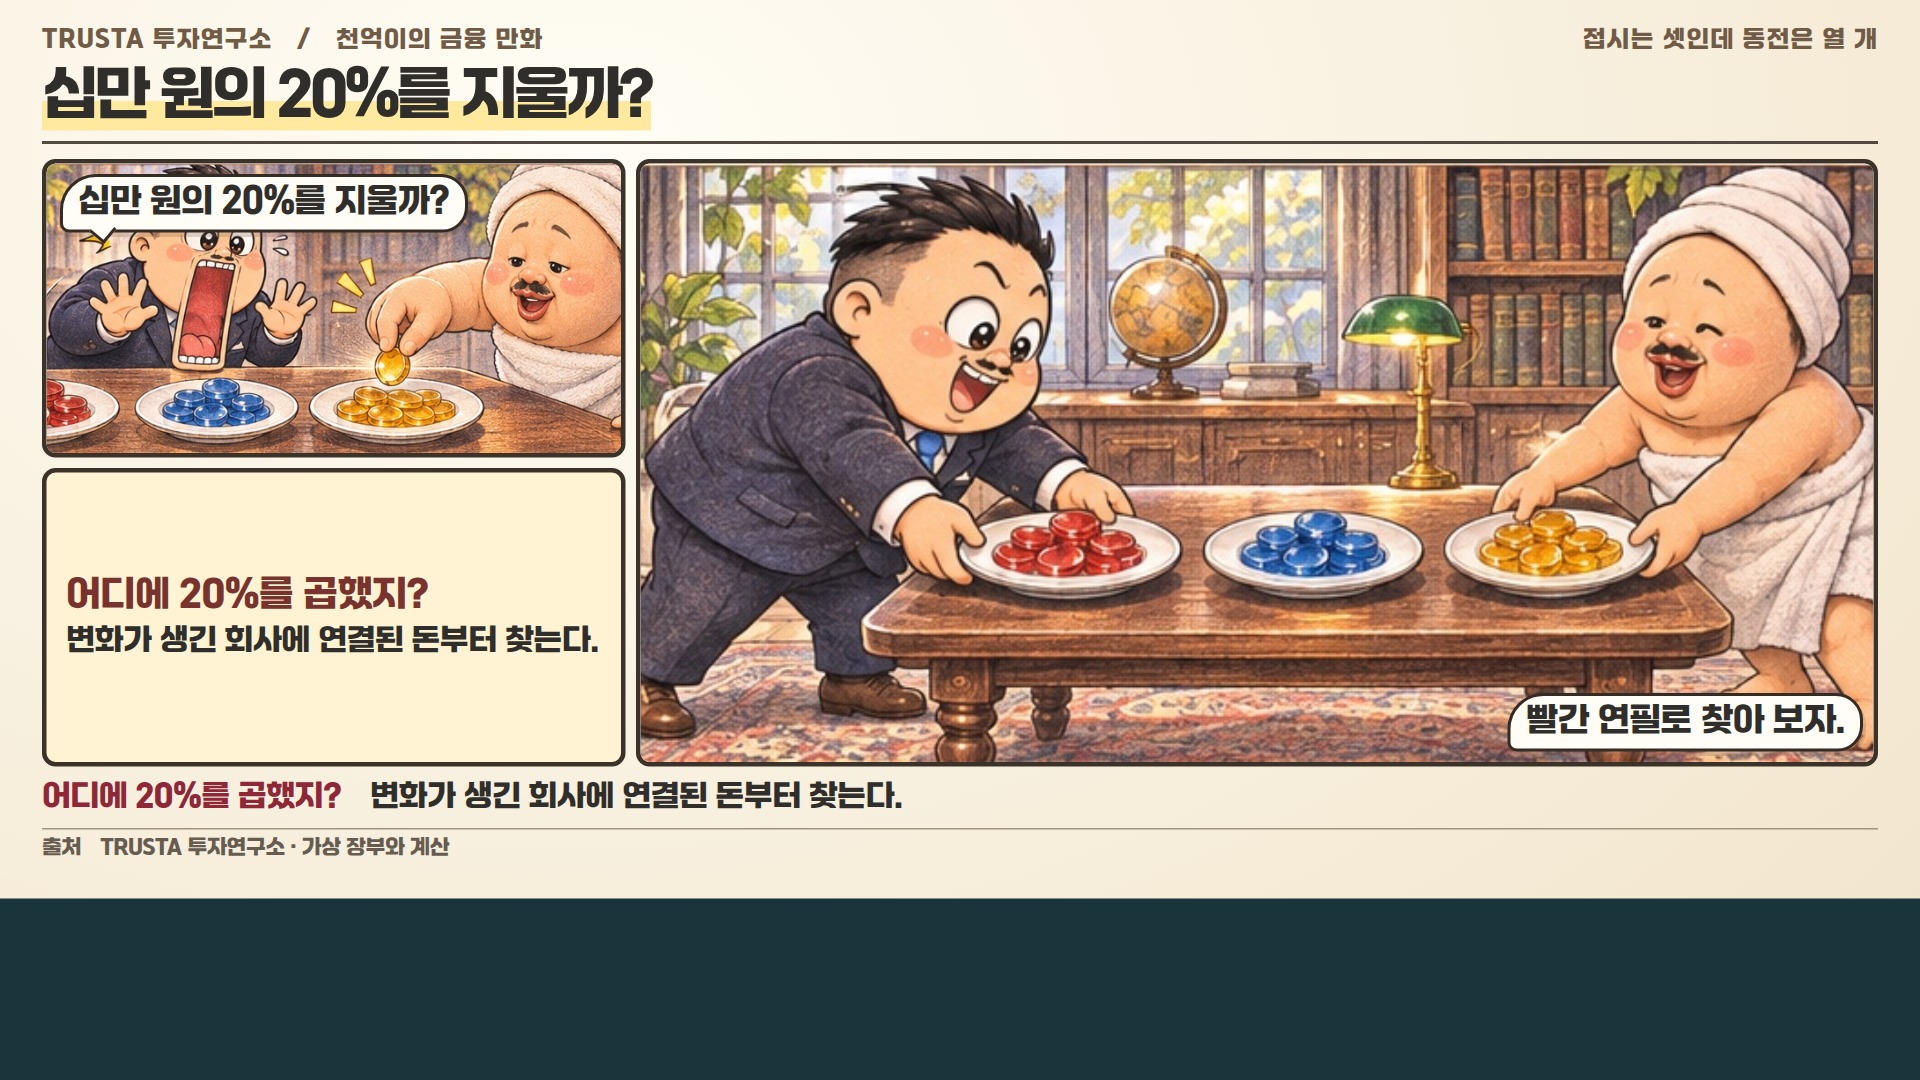 TRUSTA 투자연구소 / 천억이의 금융 만화
접시는 셋인데 동전은 열 개
십만 원의 20%를 지울까?
십만 원의 20%를 지울까?
어디에 20%를 곱했지?
변화가 생긴 회사에 연결된 돈부터 찾는다.
빨간 연필로 찾아 보자.
어디에 20%를 곱했지? 변화가 생긴 회사에 연결된 돈부터 찾는다.
출처 TRUSTA 투자연구소 · 가상 장부와 계산